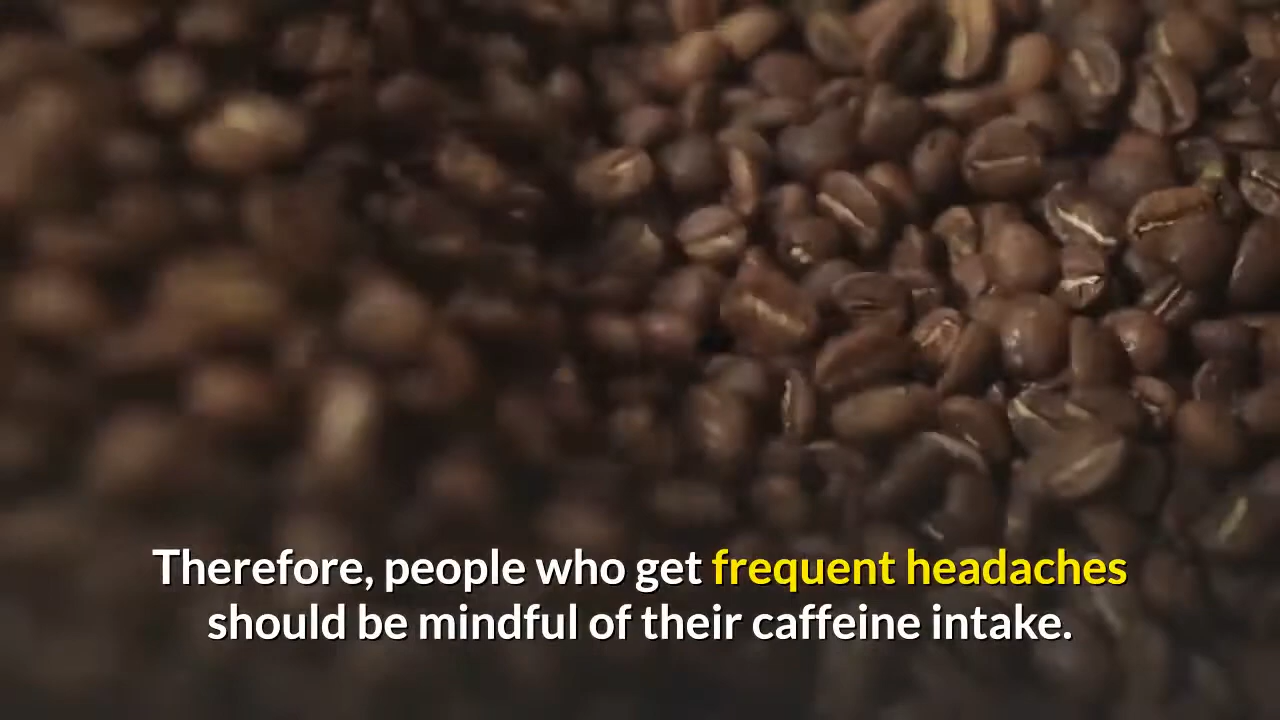 Therefore, people who get frequent headaches
should be mindful of their caffeine intake.